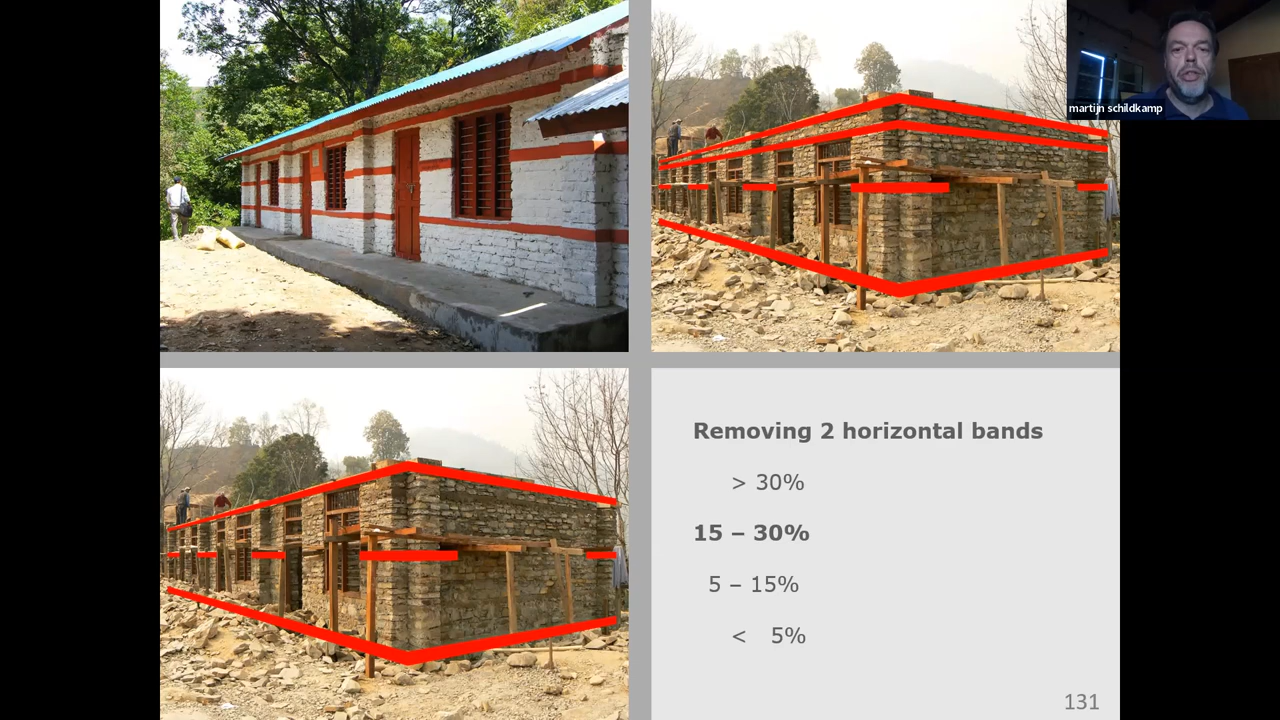 martijn schildkamp
Removing 2 horizontal bands
> 30%
15 – 30%
5 – 15%
< 5%
131